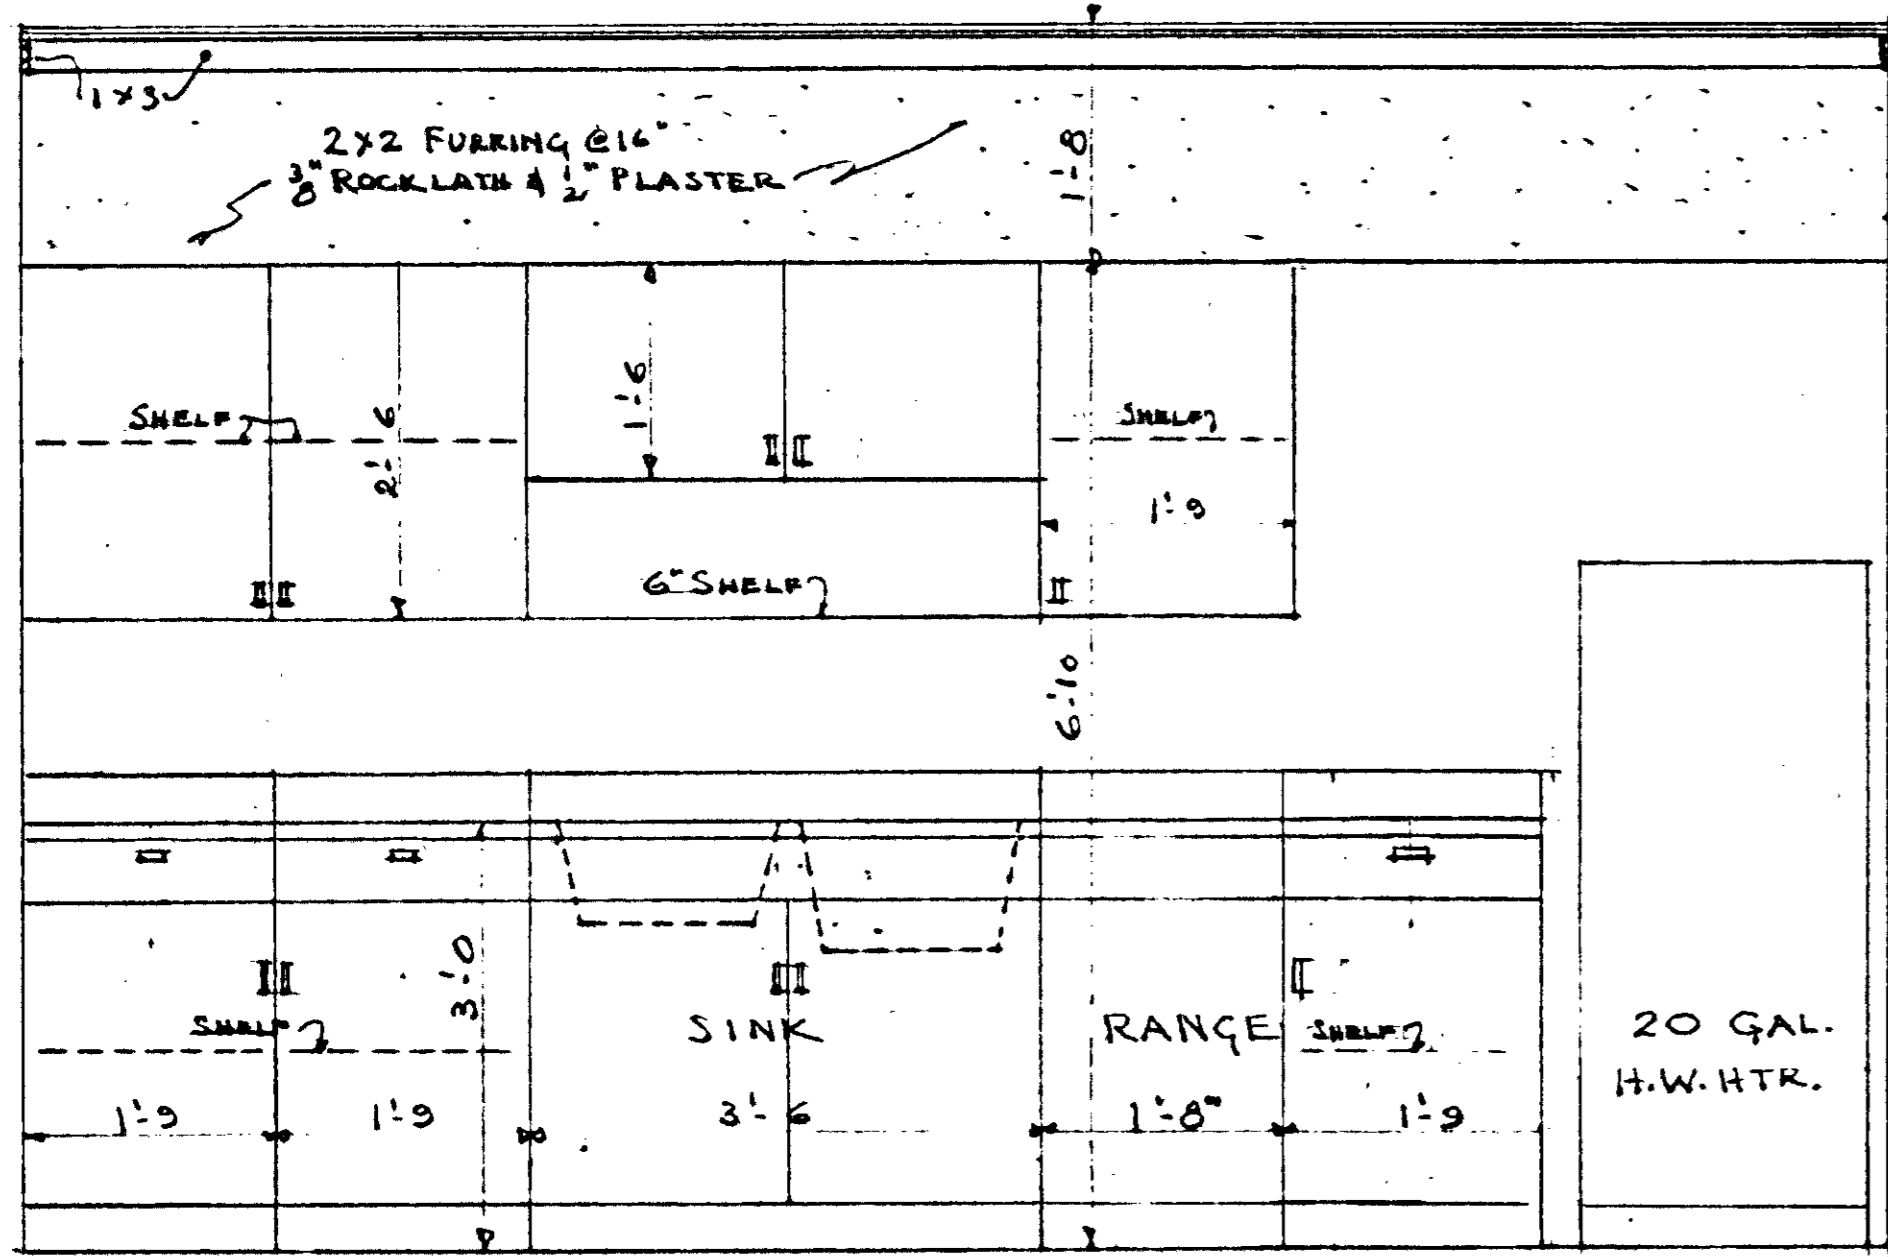 1 x 3
2x2 FURRING @ 16"
3/8" ROCKLATH & 1/2" PLASTER
1'-8
SHELF
2'-6
1'-6
SHELF
1'-9
6" SHELF
6'-10
3'-0
SHELF
SINK
RANGE
SHELF
20 GAL.
H.W. HTR.
1'-9
1'-9
3'-6
1'-8"
1'-9